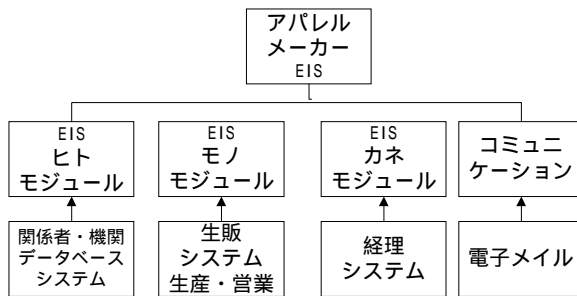 アパレル
メーカー
EIS
EIS
ヒト
モジュール
EIS
モノ
モジュール
EIS
カネ
モジュール
コミュニ
ケーション
関係者・機関
データベース
システム
生販
システム
生産・営業
経理
システム
電子メイル